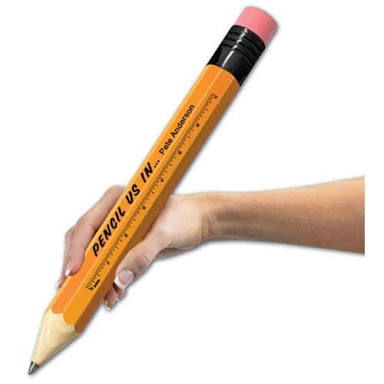 PENCIL US IN... Pete Anderson